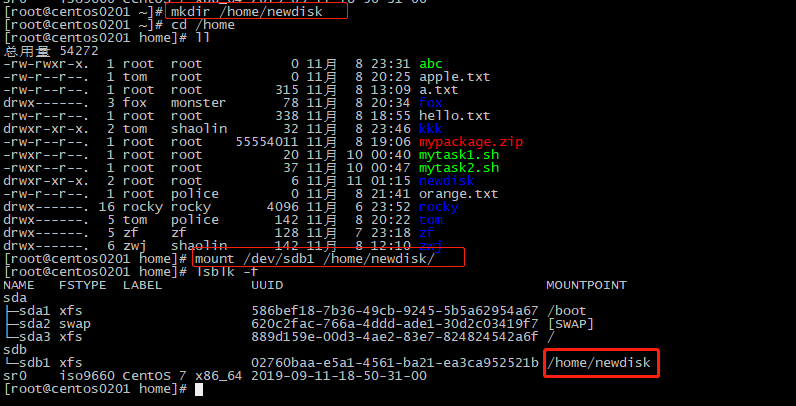 [root@centos0201 ~]# mkdir /home/newdisk
[root@centos0201 ~]# cd /home
[root@centos0201 home]# ll
总用量 54272
-rw-rwxr-x. 1 root root 0 11月 8 23:31 abc
-rw-r--r--. 1 tom root 0 11月 8 20:25 apple.txt
-rw-r--r--. 1 root root 315 11月 8 13:09 a.txt
drwx------. 3 fox monster 78 11月 8 20:34 fox
-rw-r--r--. 1 root root 338 11月 8 18:55 hello.txt
drwxr-xr-x 2 tom shaolin 32 11月 8 23:46 kkk
-rw-r--r--. 1 root root 55554011 11月 8 19:06 mypackage.zip
-rwxr--r--. 1 root root 20 11月 10 00:40 mytask1.sh
-rwxr--r--. 1 root root 37 11月 10 00:47 mytask2.sh
drwxr-xr-x. 2 root root 6 11月 11 01:15 newdisk
-rw-r--r--. 1 root police 0 11月 8 21:41 orange.txt
drwx------. 16 rocky rocky 4096 11月 6 23:52 rocky
drwx------. 5 tom police 142 11月 8 20:22 tom
drwx------. 5 zf zf 128 11月 7 23:18 zf
drwx------. 6 zwj shaolin 142 11月 8 12:10 zwj
[root@centos0201 home]# mount /dev/sdb1 /home/newdisk/
[root@centos0201 home]# lsblk -f
NAME FSTYPE LABEL UUID MOUNTPOINT
sda
├─sda1 xfs 586bef18-7b36-49cb-9245-5b5a62954a67 /boot
├─sda2 swap 620c2fac-766a-4ddd-ade1-30d2c03419f7 [SWAP]
└─sda3 xfs 889d159e-00d3-4ae2-83e7-824824542a6f /
sdb
└─sdb1 xfs 02760baa-e5a1-4561-ba21-ea3ca952521b /home/newdisk
sr0 iso9660 CentOS 7 x86_64 2019-09-11-18-50-31-00
[root@centos0201 home]#